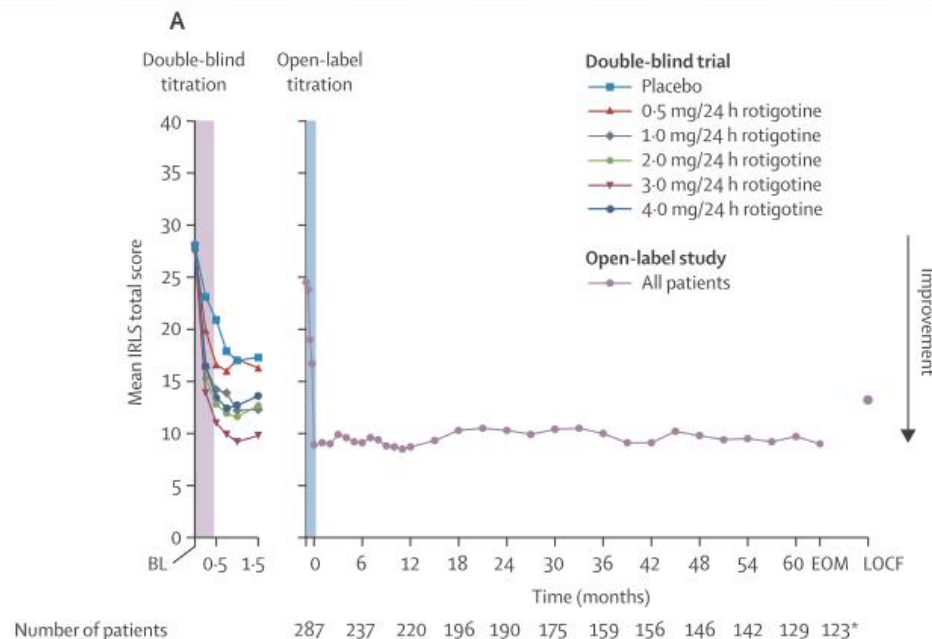 A
Double-blind
titration
Open-label
titration
Double-blind trial
Placebo
0·5 mg/24 h rotigotine
1·0 mg/24 h rotigotine
2·0 mg/24 h rotigotine
3·0 mg/24 h rotigotine
4·0 mg/24 h rotigotine
Open-label study
All patients
Improvement
Mean IRLS total score
40
35
30
25
20
15
10
5
0
BL 0·5 1·5
0 6 12 18 24 30 36 42 48 54 60 EOM LOCF
Time (months)
Number of patients 287 237 220 196 190 175 159 156 146 142 129 123*